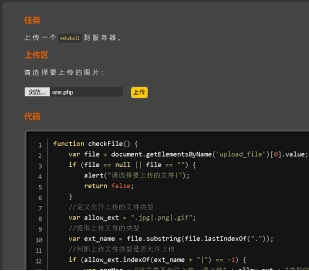 任务
上传一个 webshell 到服务器。
上传区
请选择要上传的图片：
浏览... one.php 上传
代码
1 function checkFile() {
2 var file = document.getElementsByName('upload_file')[0].value;
3 if (file == null || file == "") {
4 alert("请选择要上传的文件!");
5 return false;
6 }
7 //定义允许上传的文件类型
8 var allow_ext = ".jpg|.png|.gif";
9 //提取上传文件的类型
10 var ext_name = file.substring(file.lastIndexOf("."));
11 //判断上传文件类型是否允许上传
12 if (allow_ext.indexOf(ext_name + "|") == -1) {